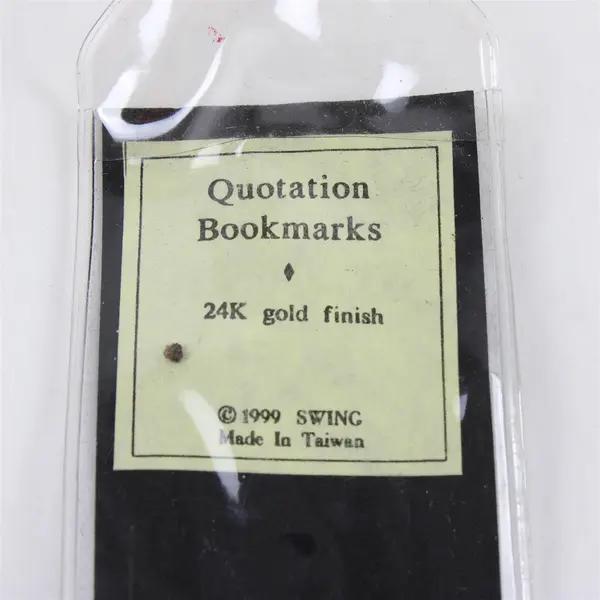 Quotation
Bookmarks
24K gold finish
© 1999 SWING
Made In Taiwan